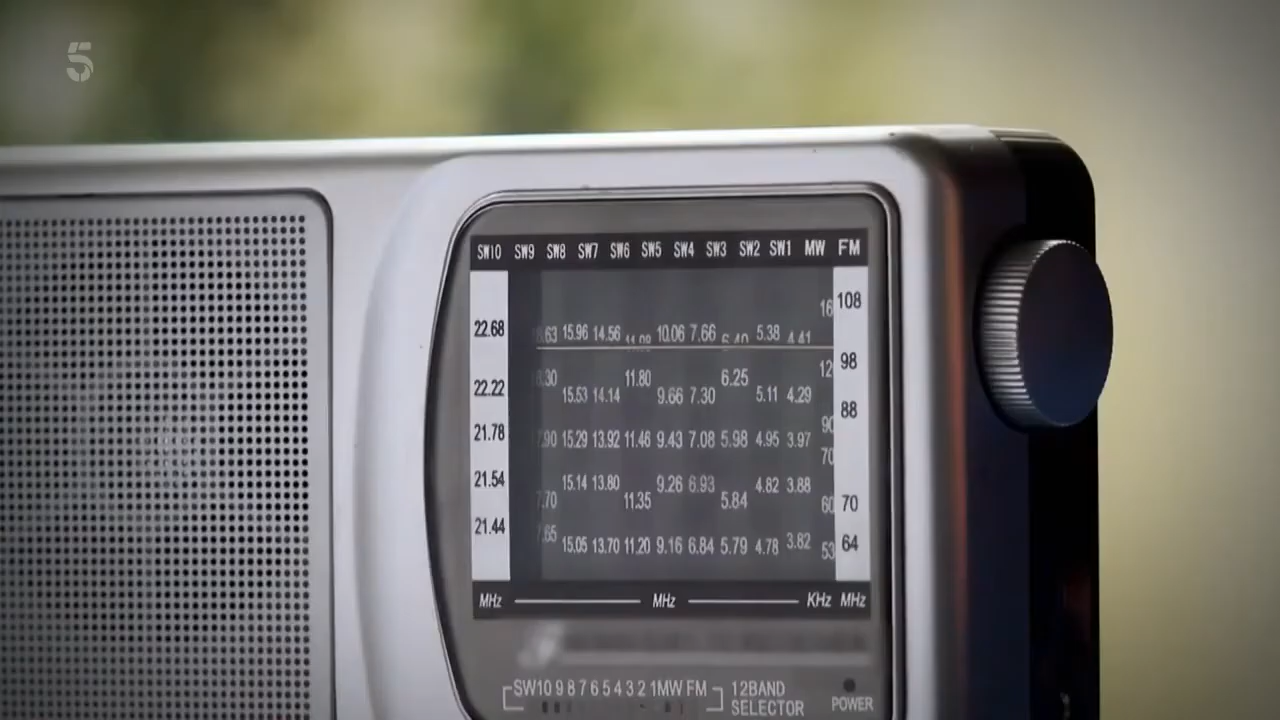 5
SW10 SW9 SW8 SW7 SW6 SW5 SW4 SW3 SW2 SW1 MW FM
108
22.68 15.96 14.56 11.98 10.06 7.66 6.40 5.38 4.41
98
22.22 11.80 6.25
15.53 14.14 9.66 7.30 5.11 4.29
88
21.78 15.29 13.92 11.46 9.43 7.08 5.98 4.95 3.97
21.54 15.14 13.80 9.26 6.93 4.82 3.88
11.35 5.84 70
21.44
15.05 13.70 11.20 9.16 6.84 5.79 4.78 3.82 64
MHz MHz KHz MHz
SW10 9 8 7 6 5 4 3 2 1MW FM 12BAND
SELECTOR
POWER